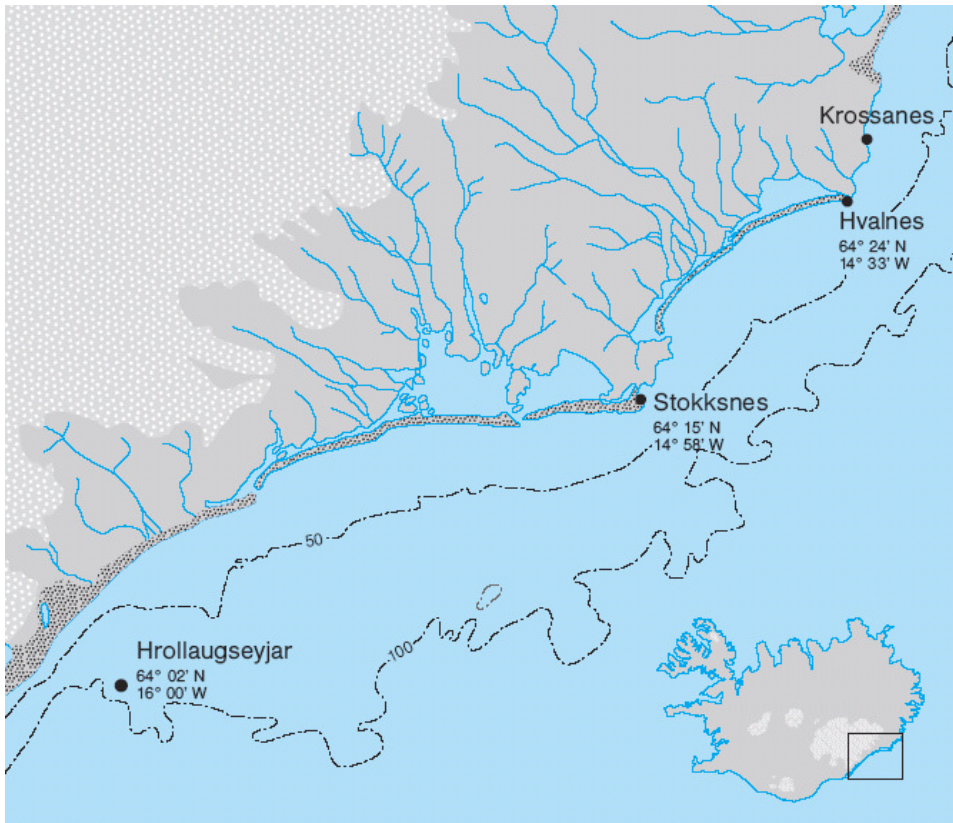 Krossanes
Hvalnes
64° 24' N
14° 33' W
Stokksnes
64° 15' N
14° 58' W
50
100
Hrollaugseyjar
64° 02' N
16° 00' W